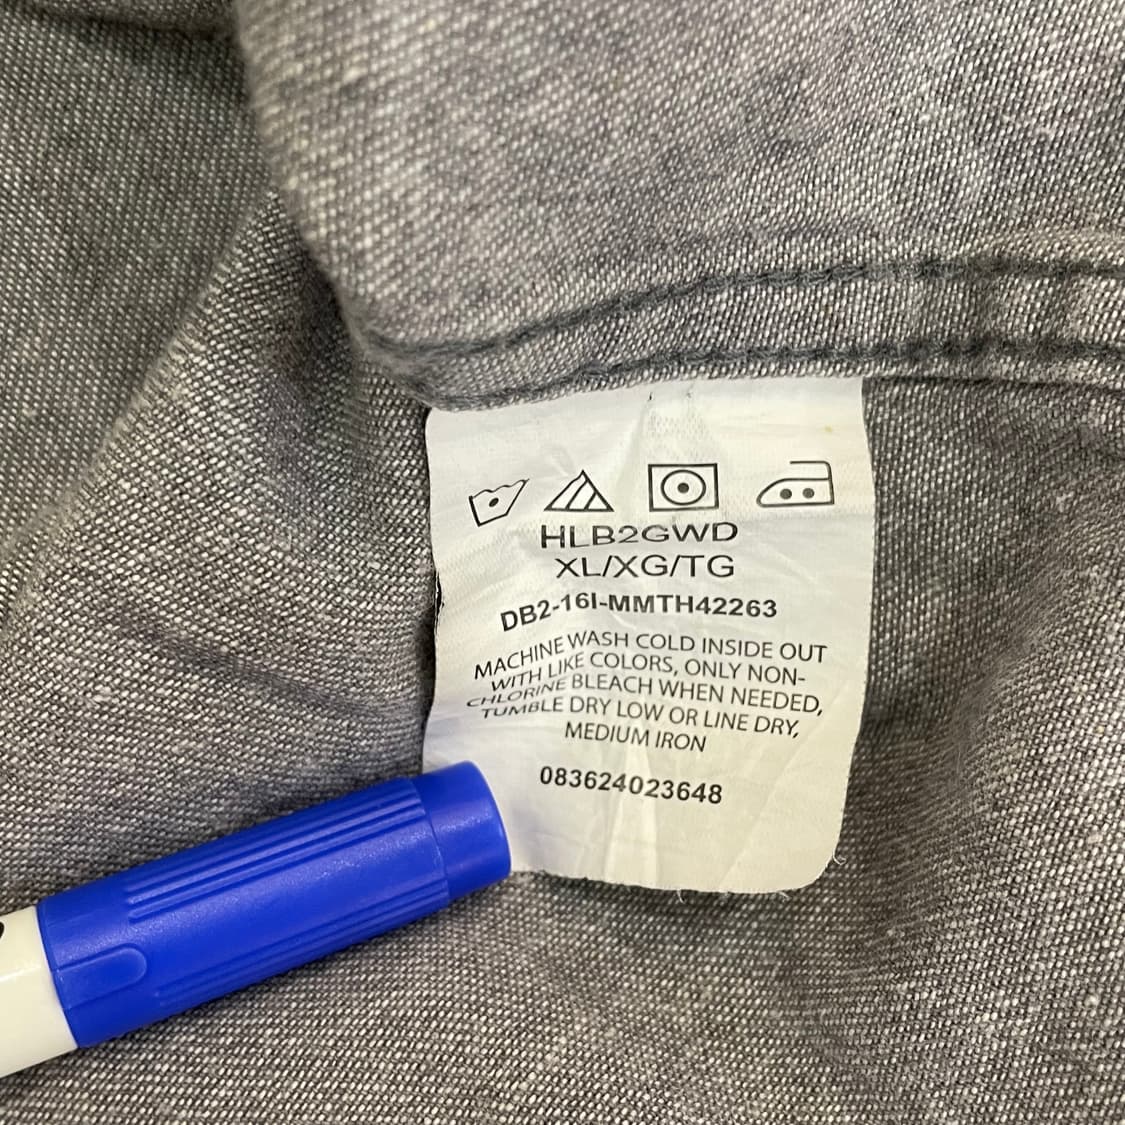 HLB2GWD
XL/XG/TG
DB2-16I-MMTH42263
MACHINE WASH COLD INSIDE OUT
WITH LIKE COLORS, ONLY NON-
CHLORINE BLEACH WHEN NEEDED,
TUMBLE DRY LOW OR LINE DRY,
MEDIUM IRON
083624023648